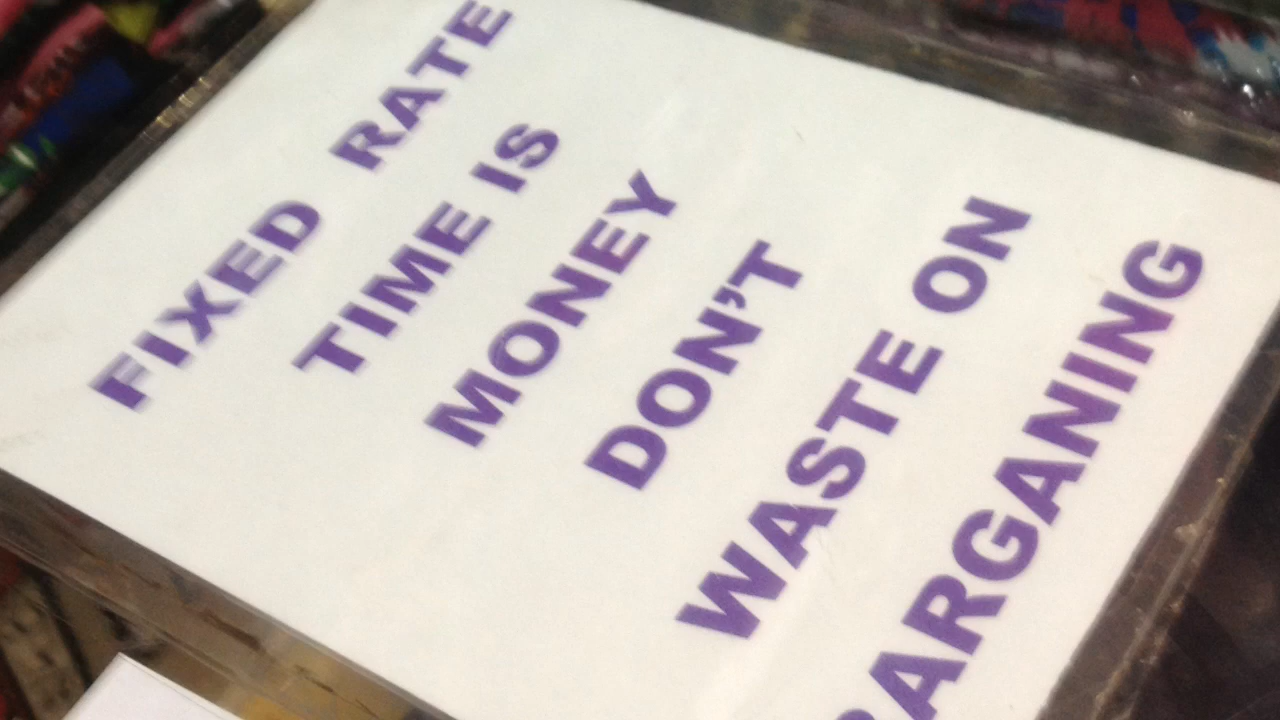 FIXED RATE
TIME IS
MONEY
DON'T
WASTE ON
BARGANING